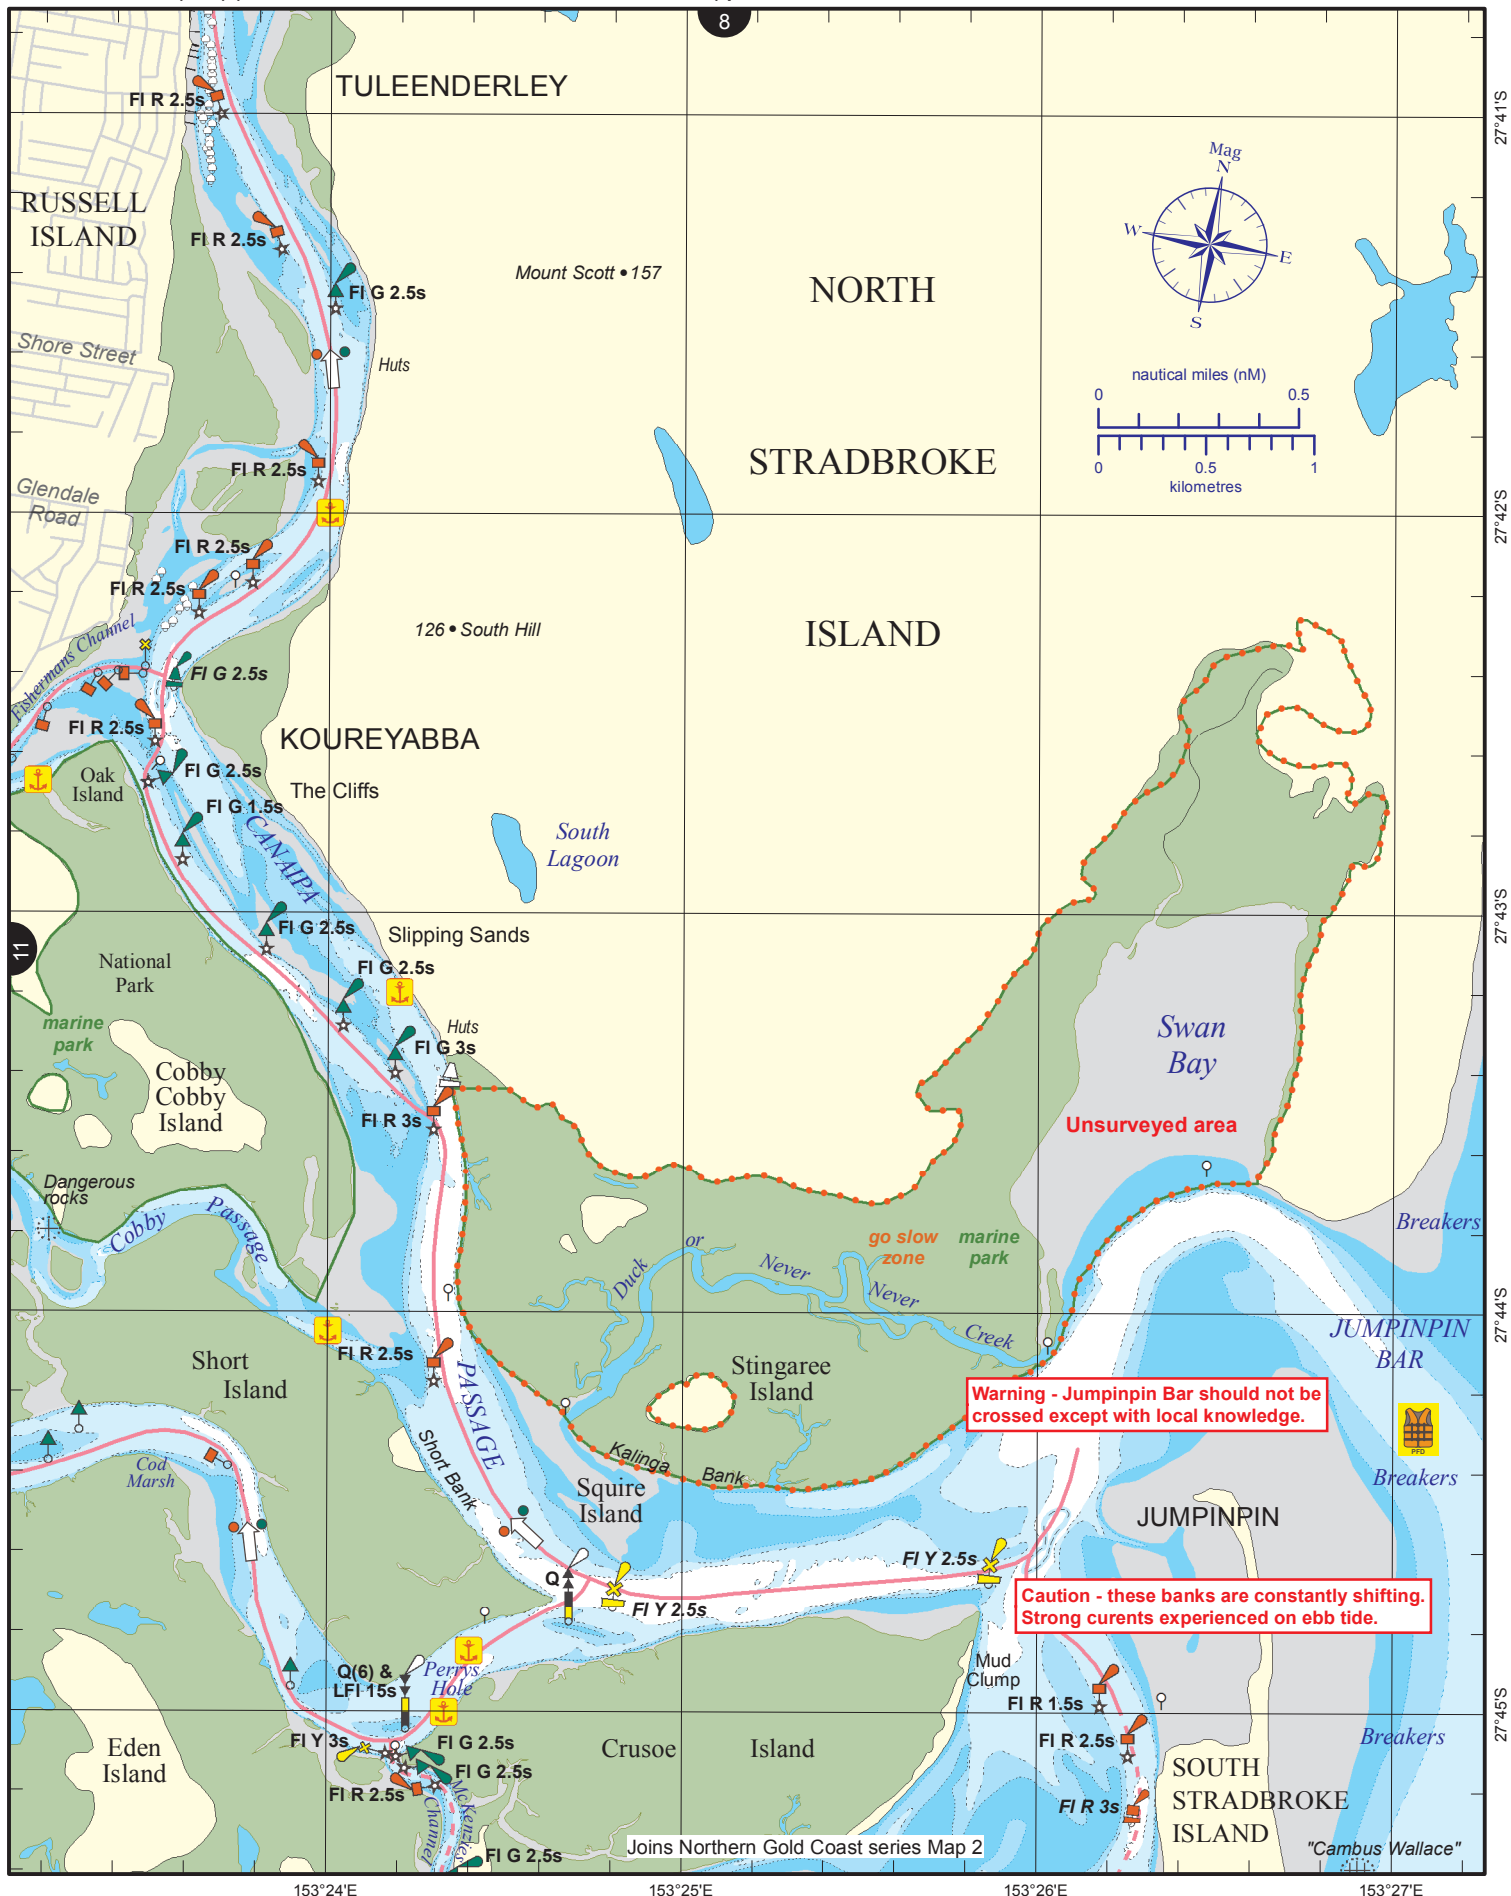 8
TULEENDERLEY
Fl R 2.5s
27°41'S
Mag
N
W
E
S
RUSSELL
ISLAND
Fl R 2.5s
Mount Scott • 157
NORTH
Fl G 2.5s
Shore Street
Huts
nautical miles (nM)
0
0.5
0
0.5
1
kilometres
STRADBROKE
Fl R 2.5s
Glendale
Road
27°42'S
Fl R 2.5s
Fl R 2.5s
126 • South Hill
ISLAND
Fishermans Channel
Fl G 2.5s
Fl R 2.5s
KOUREYABBA
Fl G 2.5s
Oak
Island
The Cliffs
Fl G 1.5s
CANAIPA
South
Lagoon
27°43'S
Fl G 2.5s
Slipping Sands
11
National
Park
Fl G 2.5s
marine
park
Huts
Fl G 3s
Swan
Bay
Cobby
Cobby
Island
Fl R 3s
Unsurveyed area
Dangerous
rocks
Cobby
Passage
Breakers
go slow
zone
marine
park
Duck
or
Never
Never
Creek
27°44'S
JUMPINPIN
BAR
Fl R 2.5s
Short
Island
PASSAGE
Stingaree
Island
Warning - Jumpinpin Bar should not be
crossed except with local knowledge.
PFD
Short Bank
Kalinga
Bank
Cod
Marsh
Squire
Island
Breakers
JUMPINPIN
Fl Y 2.5s
Q
Fl Y 2.5s
Caution - these banks are constantly shifting.
Strong curents experienced on ebb tide.
Q(6) &
LFl 15s
Perrys
Hole
Mud
Clump
Fl R 1.5s
27°45'S
Fl Y 3s
Fl G 2.5s
Fl R 2.5s
Breakers
Eden
Island
Crusoe
Island
Fl G 2.5s
SOUTH
STRADBROKE
ISLAND
Fl R 2.5s
McKenzies
Channel
Fl R 3s
Joins Northern Gold Coast series Map 2
"Cambus Wallace"
Fl G 2.5s
153°24'E
153°25'E
153°26'E
153°27'E